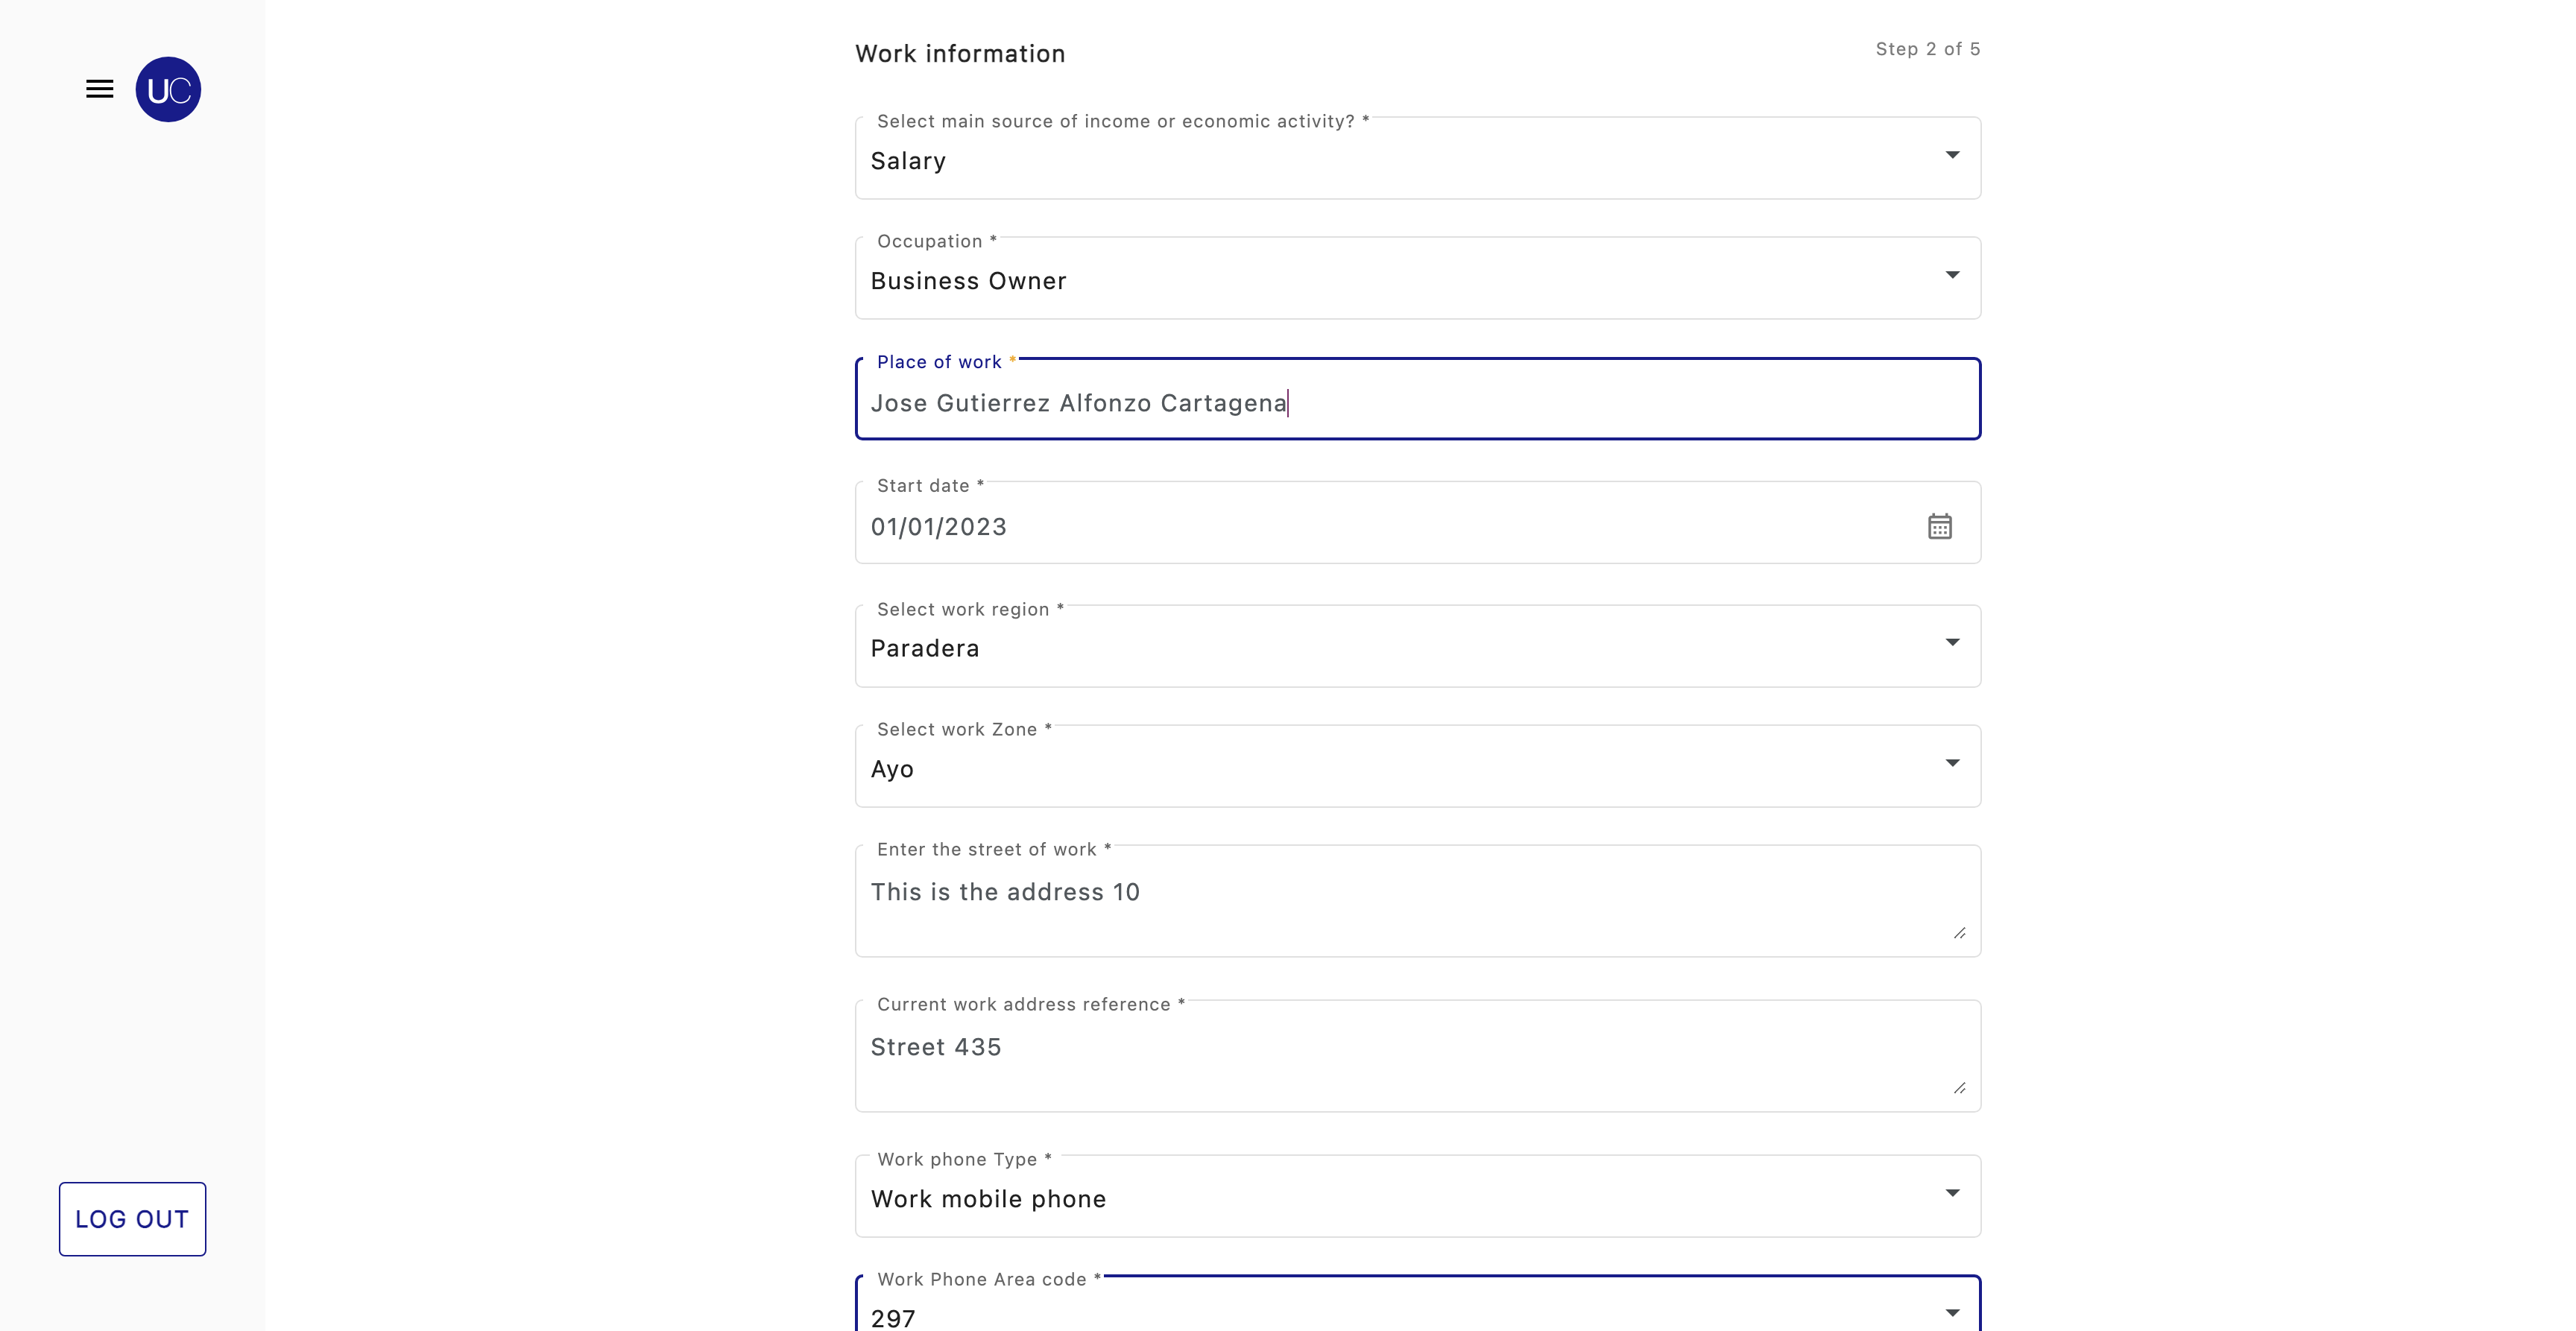 UC
Work information
Step 2 of 5
Select main source of income or economic activity? *
Salary
Occupation *
Business Owner
Place of work *
Jose Gutierrez Alfonzo Cartagena
Start date *
01/01/2023
Select work region *
Paradera
Select work Zone *
Ayo
Enter the street of work *
This is the address 10
Current work address reference *
Street 435
Work phone Type *
Work mobile phone
Work Phone Area code *
297
LOG OUT